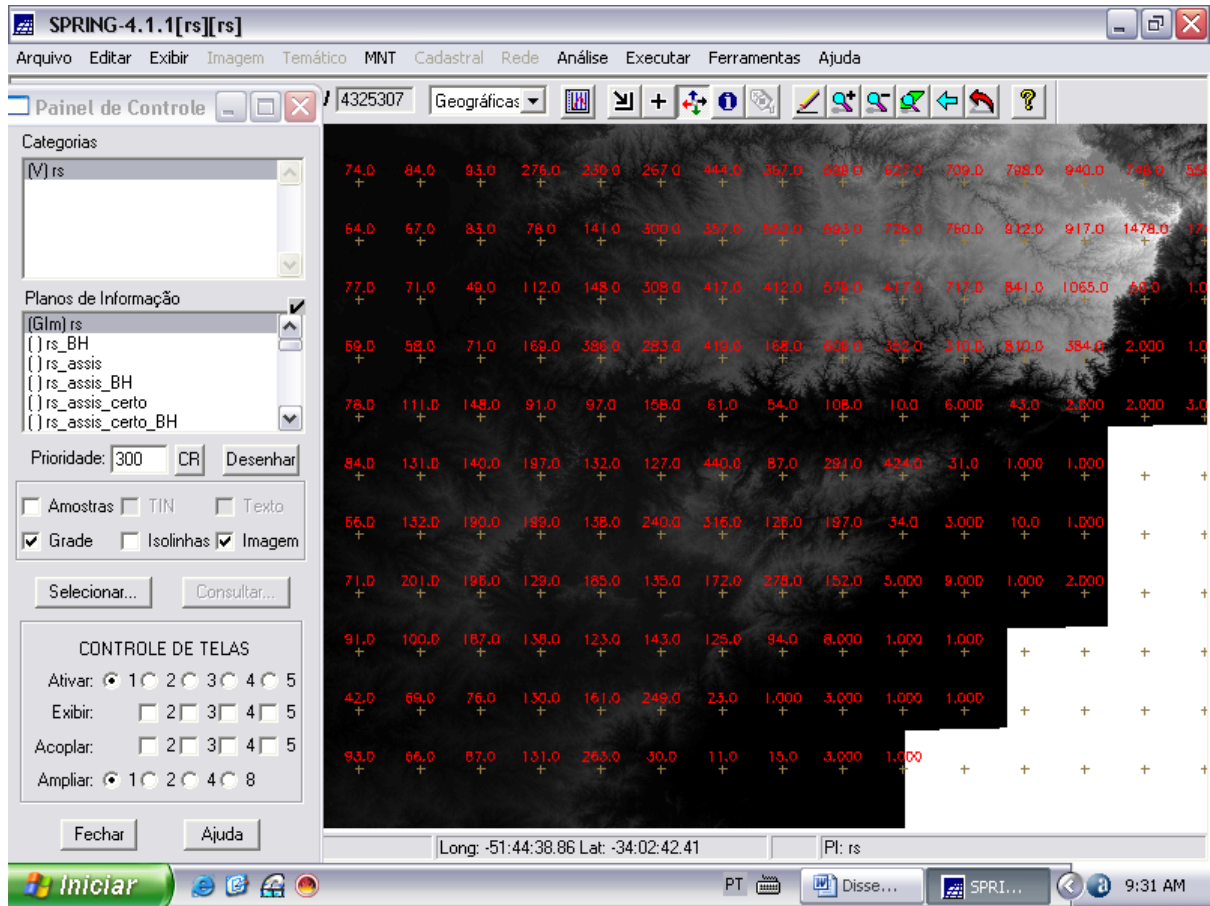 SPRING-4.1.1[rs][rs]
Arquivo Editar Exibir Imagem Temático MNT Cadastral Rede Análise Executar Ferramentas Ajuda
Painel de Controle
/ 4325307 Geográficas
Categorias
(V) rs
Planos de Informação
(GIm) rs
( ) rs_BH
( ) rs_assis
( ) rs_assis_BH
( ) rs_assis_certo
( ) rs_assis_certo_BH
Prioridade: 300 CR Desenhar
Amostras TIN Texto
Grade Isolinhas Imagem
Selecionar... Consultar...
CONTROLE DE TELAS
Ativar: 1 2 3 4 5
Exibir: 2 3 4 5
Acoplar: 2 3 4 5
Ampliar: 1 2 4 8
Fechar Ajuda
74.0 84.0 93.0 276.0 230.0 267.0 444.0 367.0 627.0 709.0 798.0 940.0
64.0 67.0 83.0 78.0 141.0 300.0 357.0 552.0 693.0 726.0 760.0 912.0 917.0 1478.0
77.0 71.0 49.0 112.0 148.0 308.0 417.0 412.0 579.0 417.0 717.0 841.0 1065.0 1.0
58.0 71.0 169.0 386.0 283.0 419.0 168.0 352.0 310.0 810.0 384.0 2.000 1.0
111.0 148.0 91.0 97.0 61.0 54.0 108.0 10.0 6.000 43.0 2.000 2.000 3.0
84.0 131.0 140.0 197.0 132.0 127.0 440.0 87.0 291.0 424.0 31.0 1.000 1.000
132.0 190.0 199.0 138.0 240.0 316.0 197.0 34.0 3.000 10.0 1.000
71.0 201.0 129.0 185.0 135.0 172.0 278.0 152.0 5.000 9.000 1.000 2.000
91.0 100.0 187.0 138.0 123.0 143.0 94.0 8.000 1.000 1.000
42.0 69.0 130.0 161.0 249.0 23.0 1.000 3.000 1.000 1.000
93.0 66.0 87.0 131.0 263.0 30.0 11.0 3.000 1.000
Long: -51:44:38.86 Lat: -34:02:42.41 PI: rs
Iniciar PT Disse... SPRI... 9:31 AM